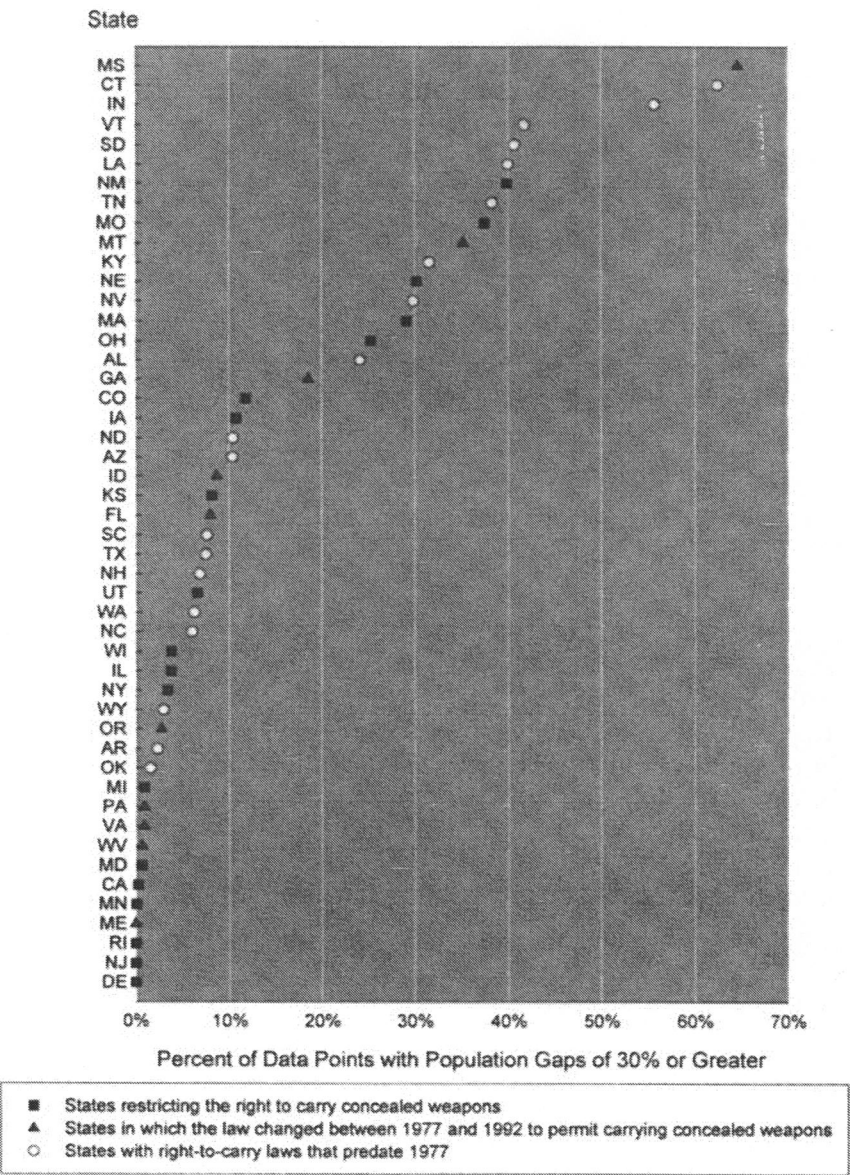 State
MS
CT
IN
VT
SD
LA
NM
TN
MO
MT
KY
NE
NV
MA
OH
AL
GA
CO
IA
ND
AZ
ID
KS
FL
SC
TX
NH
UT
WA
NC
WI
IL
NY
WY
OR
AR
OK
MI
PA
VA
WV
MD
CA
MN
ME
RI
NJ
DE
0% 10% 20% 30% 40% 50% 60% 70%
Percent of Data Points with Population Gaps of 30% or Greater
States restricting the right to carry concealed weapons
States in which the law changed between 1977 and 1992 to permit carrying concealed weapons
States with right-to-carry laws that predate 1977